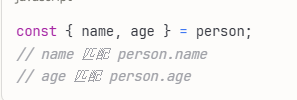 const { name, age } = person;
// name 匹配 person.name
// age 匹配 person.age